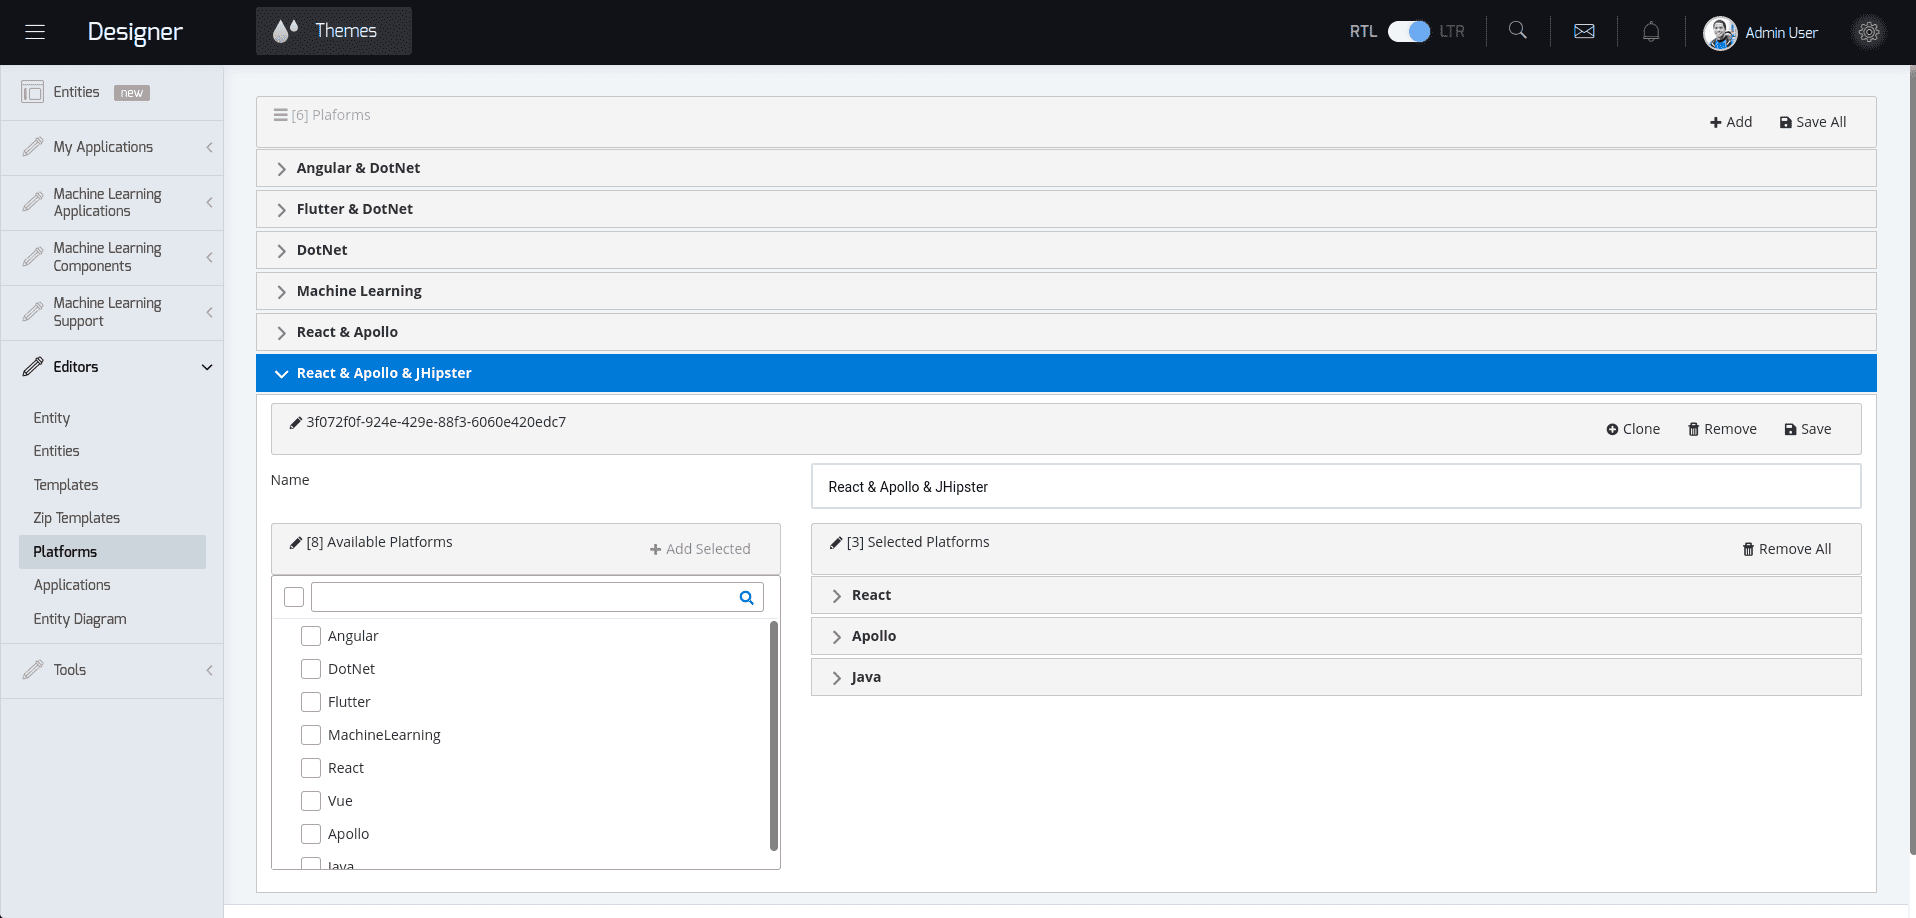 Designer
Themes
RTL LTR
Admin User
Entities new
My Applications
Machine Learning
Applications
Machine Learning
Components
Machine Learning
Support
Editors
Entity
Entities
Templates
Zip Templates
Platforms
Applications
Entity Diagram
Tools
[6] Plaforms
Add Save All
Angular & DotNet
Flutter & DotNet
DotNet
Machine Learning
React & Apollo
React & Apollo & JHipster
3f072f0f-924e-429e-88f3-6060e420edc7
Clone Remove Save
Name
React & Apollo & JHipster
[8] Available Platforms
Add Selected
Angular
DotNet
Flutter
MachineLearning
React
Vue
Apollo
Java
[3] Selected Platforms
Remove All
React
Apollo
Java